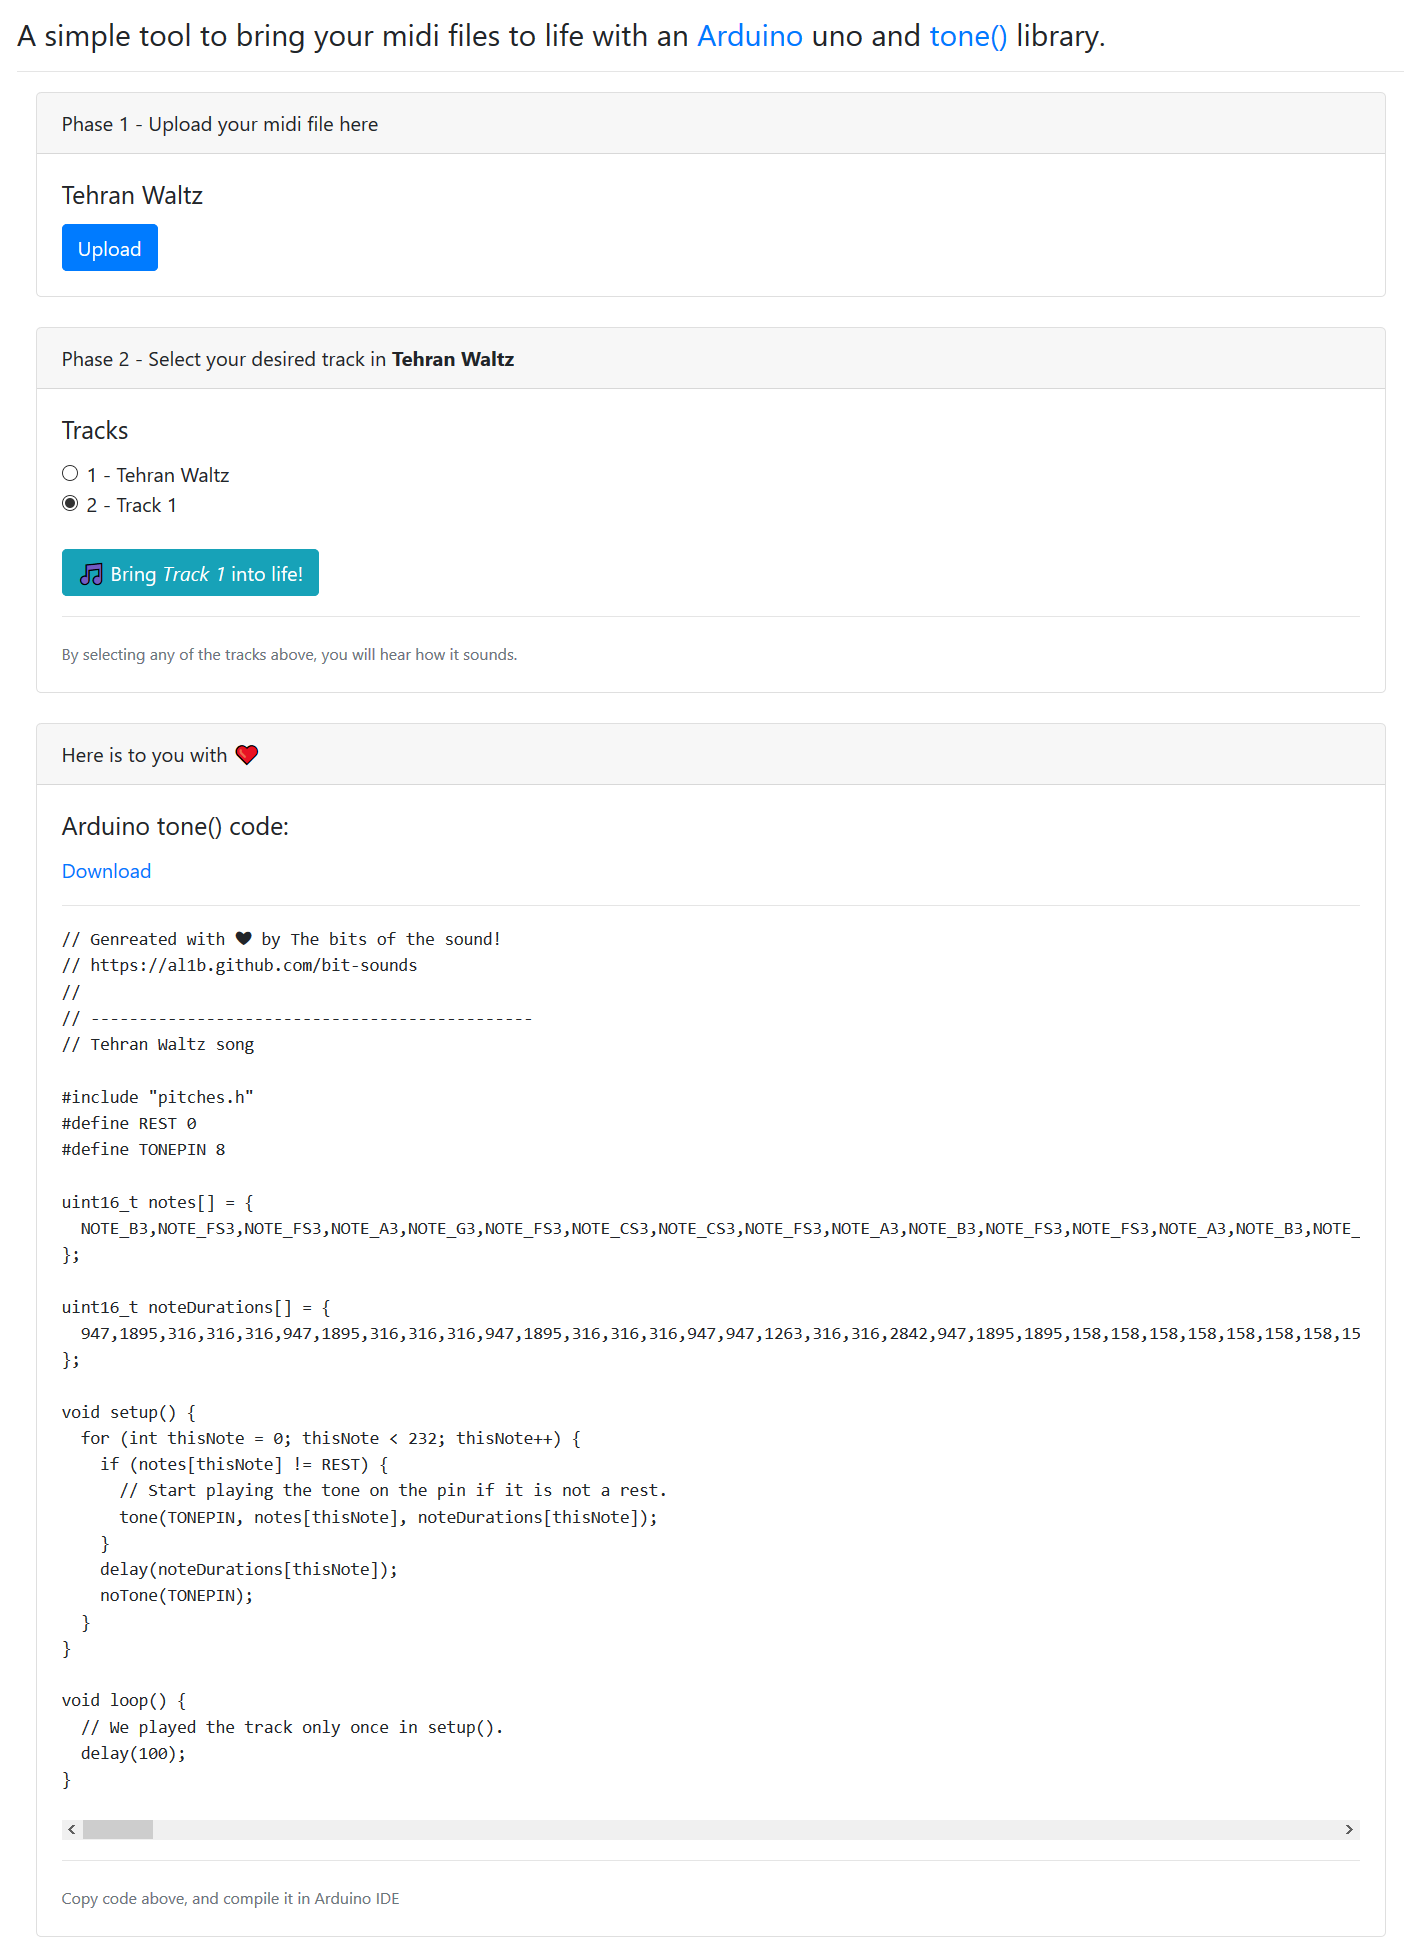 A simple tool to bring your midi files to life with an Arduino uno and tone() library.
Phase 1 - Upload your midi file here
Tehran Waltz
Upload
Phase 2 - Select your desired track in Tehran Waltz
Tracks
1 - Tehran Waltz
2 - Track 1
🎵 Bring Track 1 into life!
By selecting any of the tracks above, you will hear how it sounds.
Here is to you with ❤️
Arduino tone() code:
Download
// Genreated with ♥ by The bits of the sound!
// https://al1b.github.com/bit-sounds
//
// ----------------------------------------------
// Tehran Waltz song
#include "pitches.h"
#define REST 0
#define TONEPIN 8
uint16_t notes[] = {
  NOTE_B3,NOTE_FS3,NOTE_FS3,NOTE_A3,NOTE_G3,NOTE_FS3,NOTE_CS3,NOTE_CS3,NOTE_FS3,NOTE_A3,NOTE_B3,NOTE_FS3,NOTE_FS3,NOTE_A3,NOTE_B3,NOTE_
};
uint16_t noteDurations[] = {
  947,1895,316,316,316,947,1895,316,316,316,947,1895,316,316,316,947,947,1263,316,316,2842,947,1895,1895,158,158,158,158,158,158,158,15
};
void setup() {
  for (int thisNote = 0; thisNote < 232; thisNote++) {
    if (notes[thisNote] != REST) {
      // Start playing the tone on the pin if it is not a rest.
      tone(TONEPIN, notes[thisNote], noteDurations[thisNote]);
    }
    delay(noteDurations[thisNote]);
    noTone(TONEPIN);
  }
}
void loop() {
  // We played the track only once in setup().
  delay(100);
}
Copy code above, and compile it in Arduino IDE